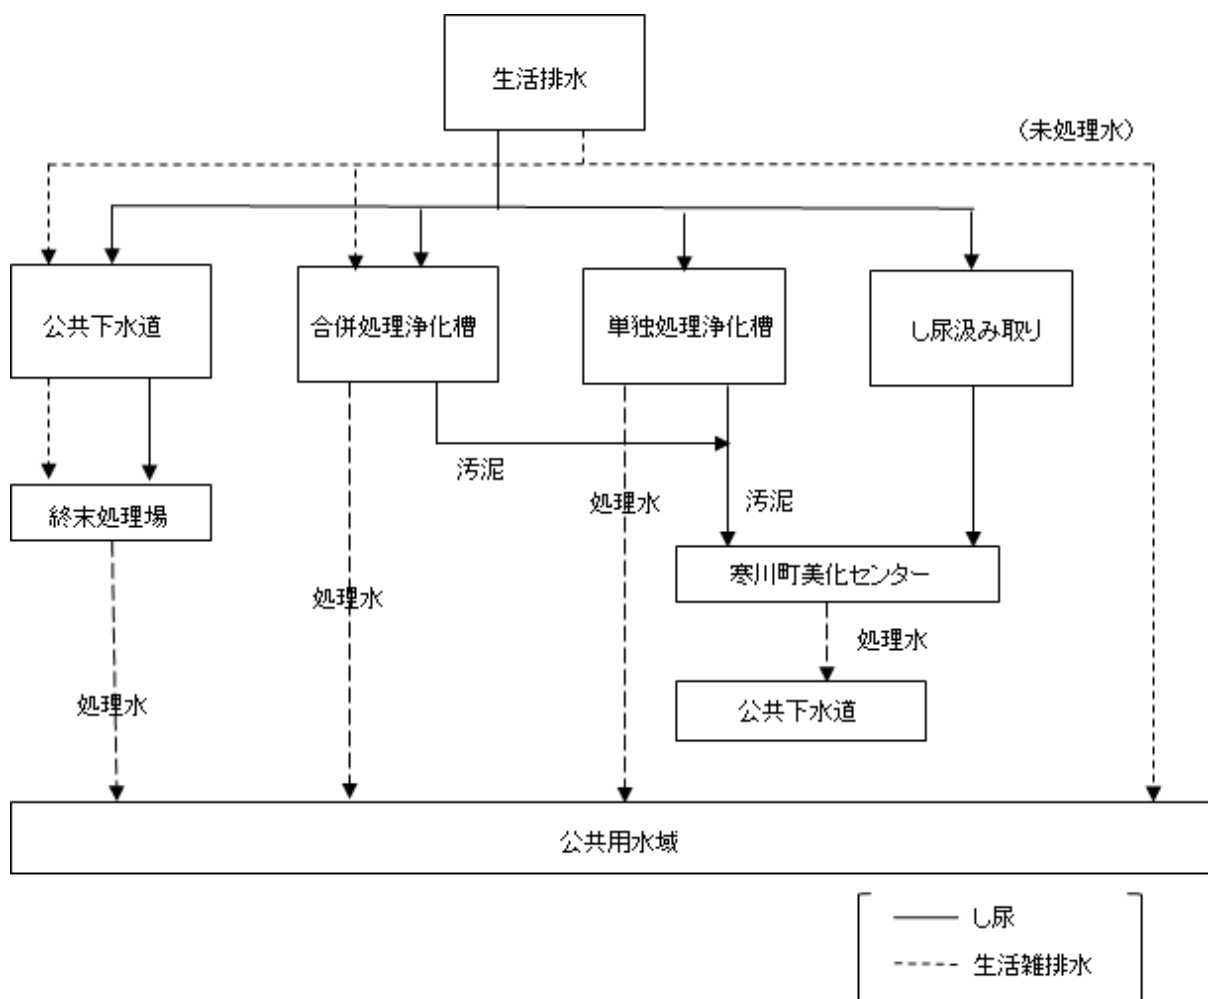 生活排水
（未処理水）
公共下水道
合併処理浄化槽
単独処理浄化槽
し尿汲み取り
汚泥
処理水
汚泥
終末処理場
寒川町美化センター
処理水
処理水
処理水
公共下水道
公共用水域
し尿
生活雑排水